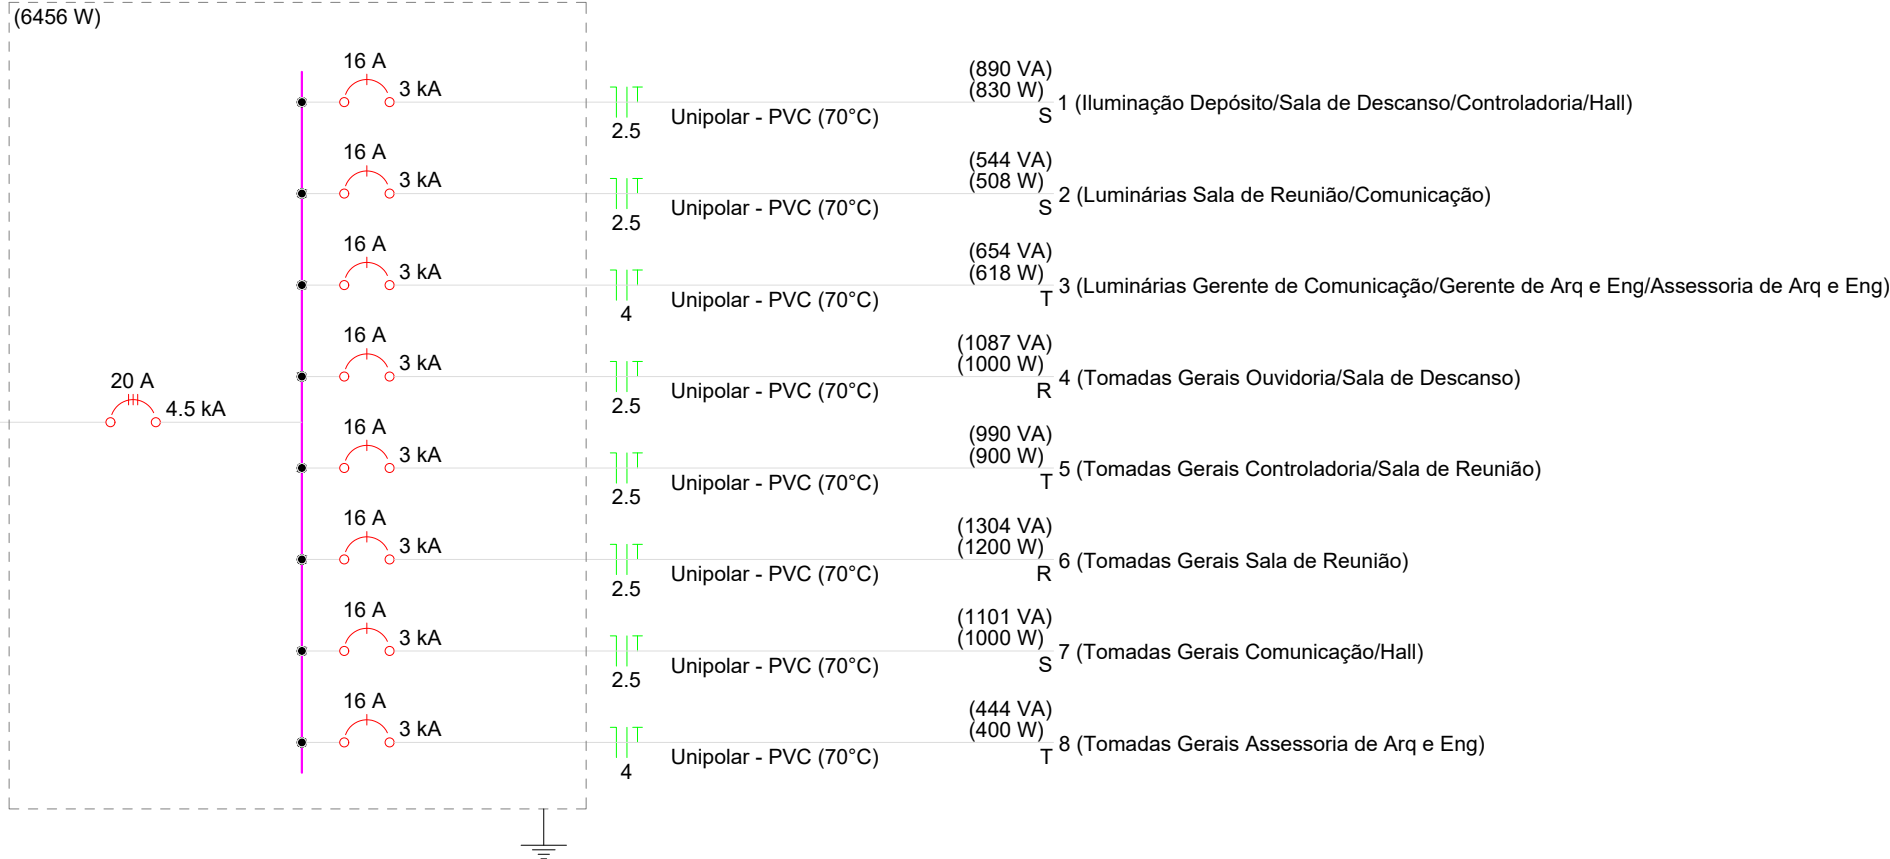 (6456 W)
20 A
4.5 kA
16 A
3 kA
2.5
Unipolar - PVC (70°C)
(890 VA)
(830 W)
S
1 (Iluminação Depósito/Sala de Descanso/Controladoria/Hall)
16 A
3 kA
2.5
Unipolar - PVC (70°C)
(544 VA)
(508 W)
S
2 (Luminárias Sala de Reunião/Comunicação)
16 A
3 kA
4
Unipolar - PVC (70°C)
(654 VA)
(618 W)
T
3 (Luminárias Gerente de Comunicação/Gerente de Arq e Eng/Assessoria de Arq e Eng)
16 A
3 kA
2.5
Unipolar - PVC (70°C)
(1087 VA)
(1000 W)
R
4 (Tomadas Gerais Ouvidoria/Sala de Descanso)
16 A
3 kA
2.5
Unipolar - PVC (70°C)
(990 VA)
(900 W)
T
5 (Tomadas Gerais Controladoria/Sala de Reunião)
16 A
3 kA
2.5
Unipolar - PVC (70°C)
(1304 VA)
(1200 W)
R
6 (Tomadas Gerais Sala de Reunião)
16 A
3 kA
2.5
Unipolar - PVC (70°C)
(1101 VA)
(1000 W)
S
7 (Tomadas Gerais Comunicação/Hall)
16 A
3 kA
4
Unipolar - PVC (70°C)
(444 VA)
(400 W)
T
8 (Tomadas Gerais Assessoria de Arq e Eng)